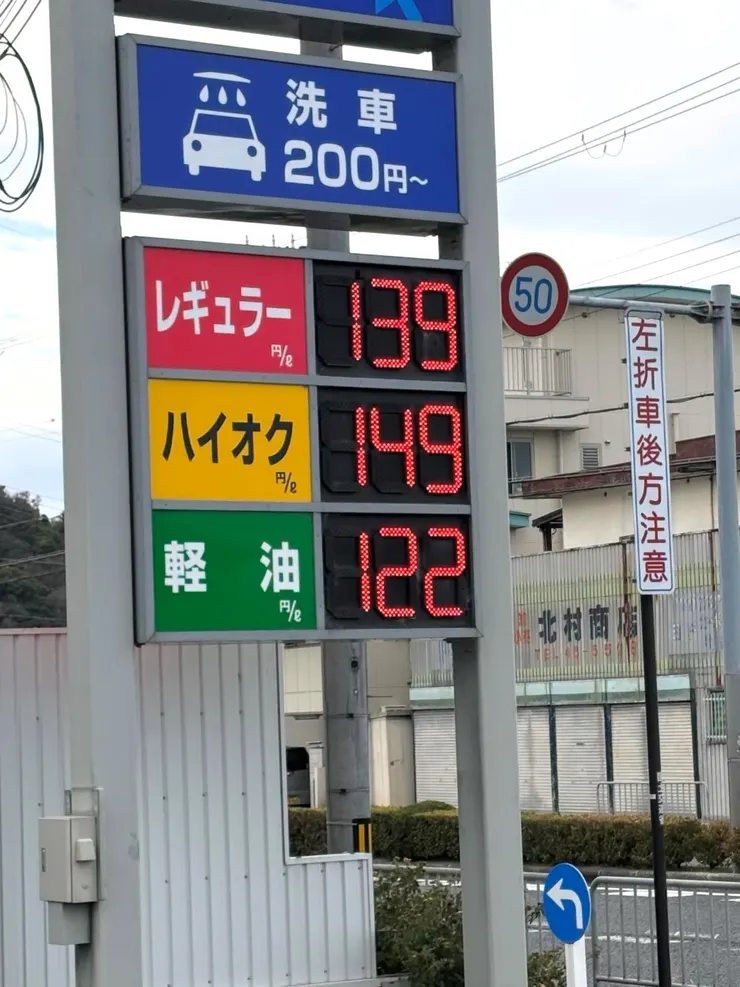 洗車
200円~
レギュラー
円/ℓ
139
ハイオク
円/ℓ
149
軽油
円/ℓ
122
50
左折車後方注意
北村商店